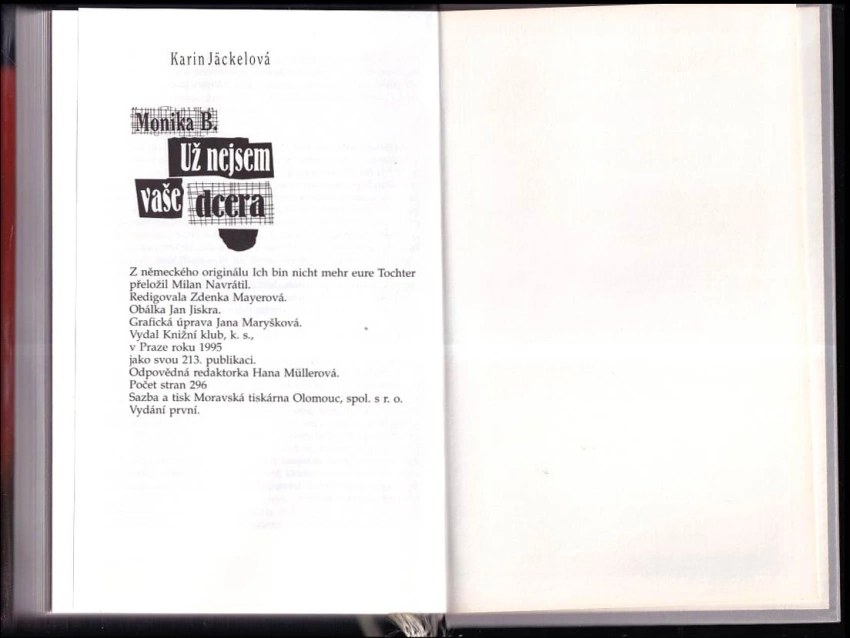 Karin Jäckelová
Monika B.
Už nejsem
vaše dcera
Z německého originálu Ich bin nicht mehr eure Tochter
přeložil Milan Navrátil.
Redigovala Zdenka Mayerová.
Obálka Jan Jiskra.
Grafická úprava Jana Maryšková.
Vydal Knižní klub, k. s.,
v Praze roku 1995
jako svou 213. publikaci.
Odpovědná redaktorka Hana Müllerová.
Počet stran 296
Sazba a tisk Moravská tiskárna Olomouc, spol. s r. o.
Vydání první.